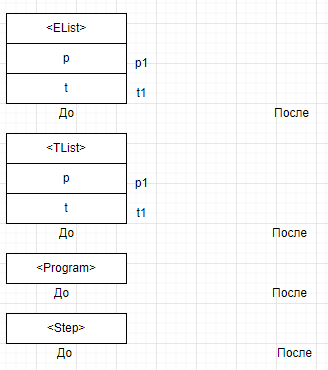 <EList>
p p1
t t1
До После
<TList>
p p1
t t1
До После
<Program>
До После
<Step>
До После